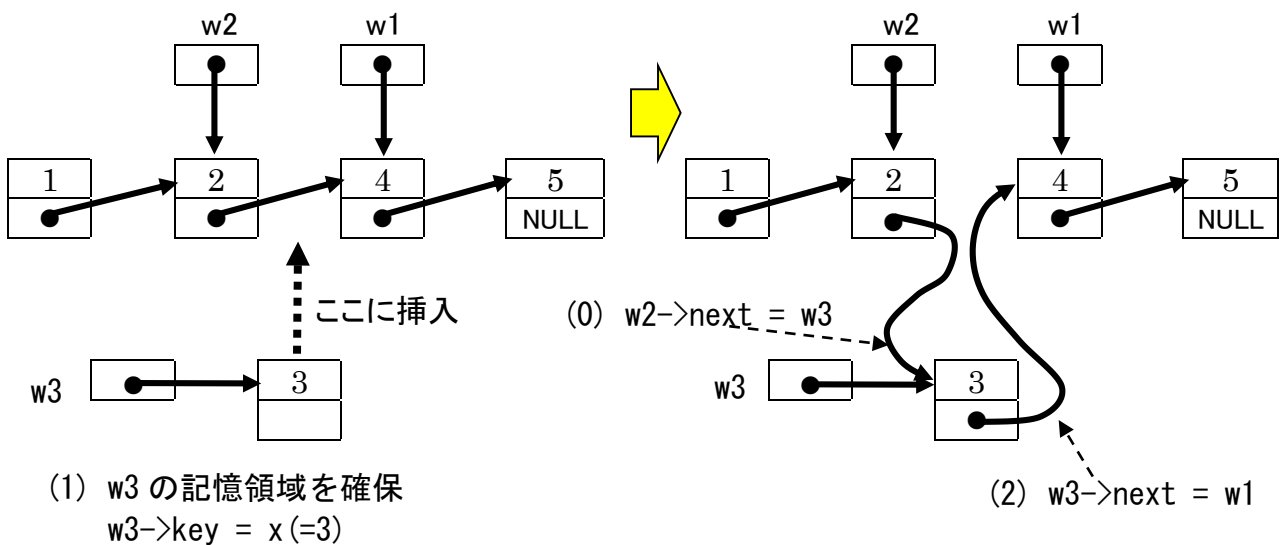 w2 w1 w2 w1
1 2 4 5 1 2 4 5
NULL NULL
ここに挿入 (0) w2->next = w3
w3 3 w3 3
(1) w3 の記憶領域を確保 (2) w3->next = w1
w3->key = x(=3)